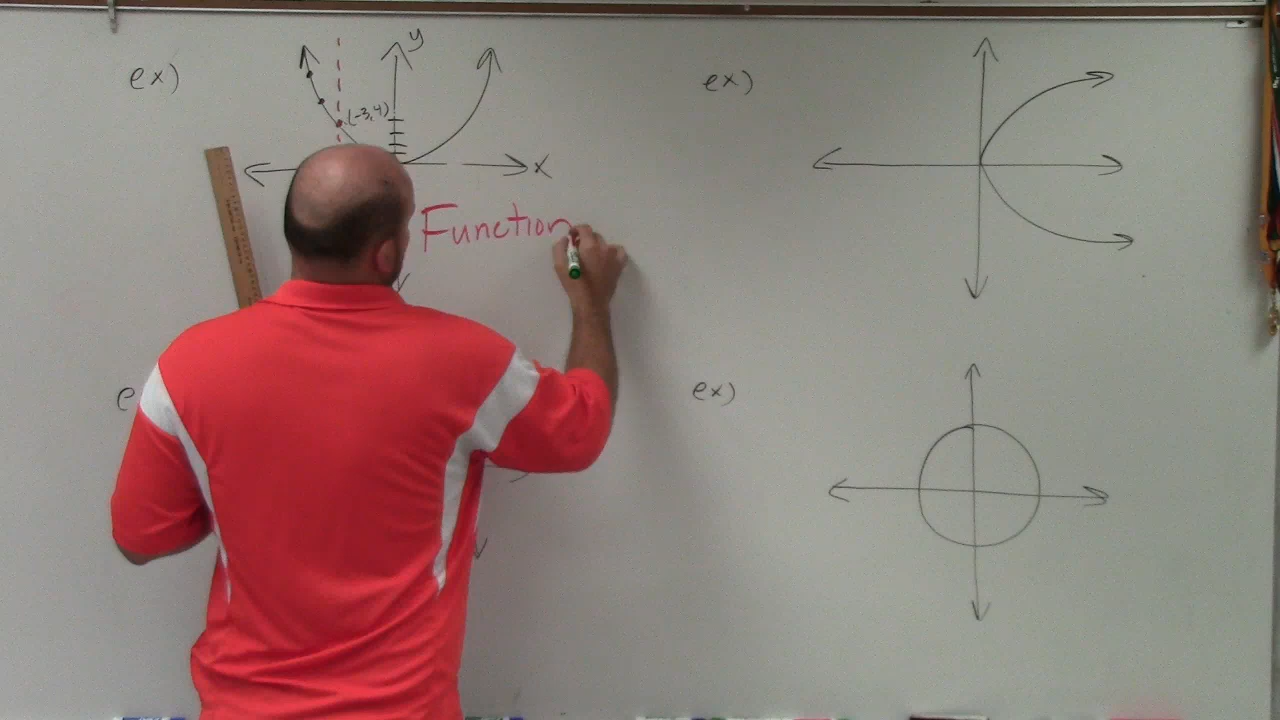 ex)
y
(-3,4)
x
Function
e
ex)
ex)